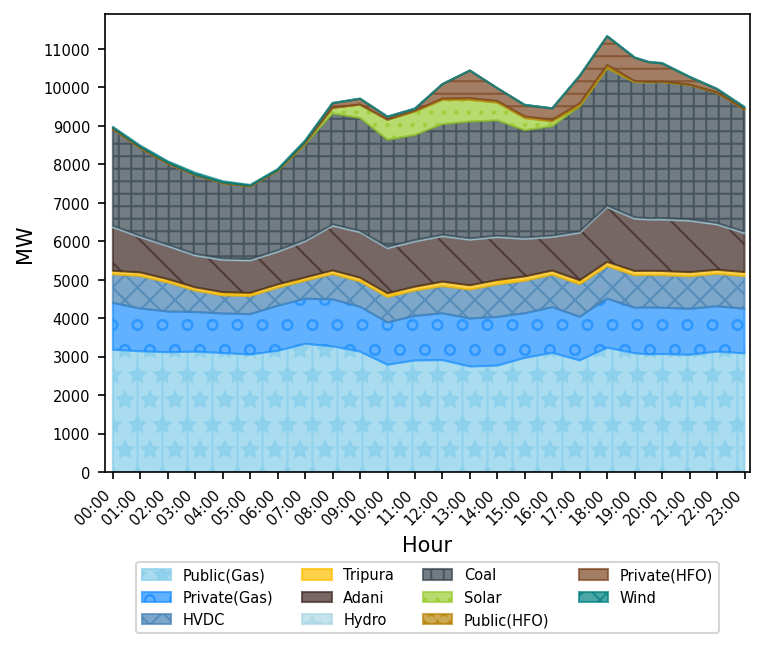 MW
11000
10000
9000
8000
7000
6000
5000
4000
3000
2000
1000
0
00:00 01:00 02:00 03:00 04:00 05:00 06:00 07:00 08:00 09:00 10:00 11:00 12:00 13:00 14:00 15:00 16:00 17:00 18:00 19:00 20:00 21:00 22:00 23:00
Hour
Public(Gas) Tripura Coal Private(HFO)
Private(Gas) Adani Solar Wind
HVDC Hydro Public(HFO)